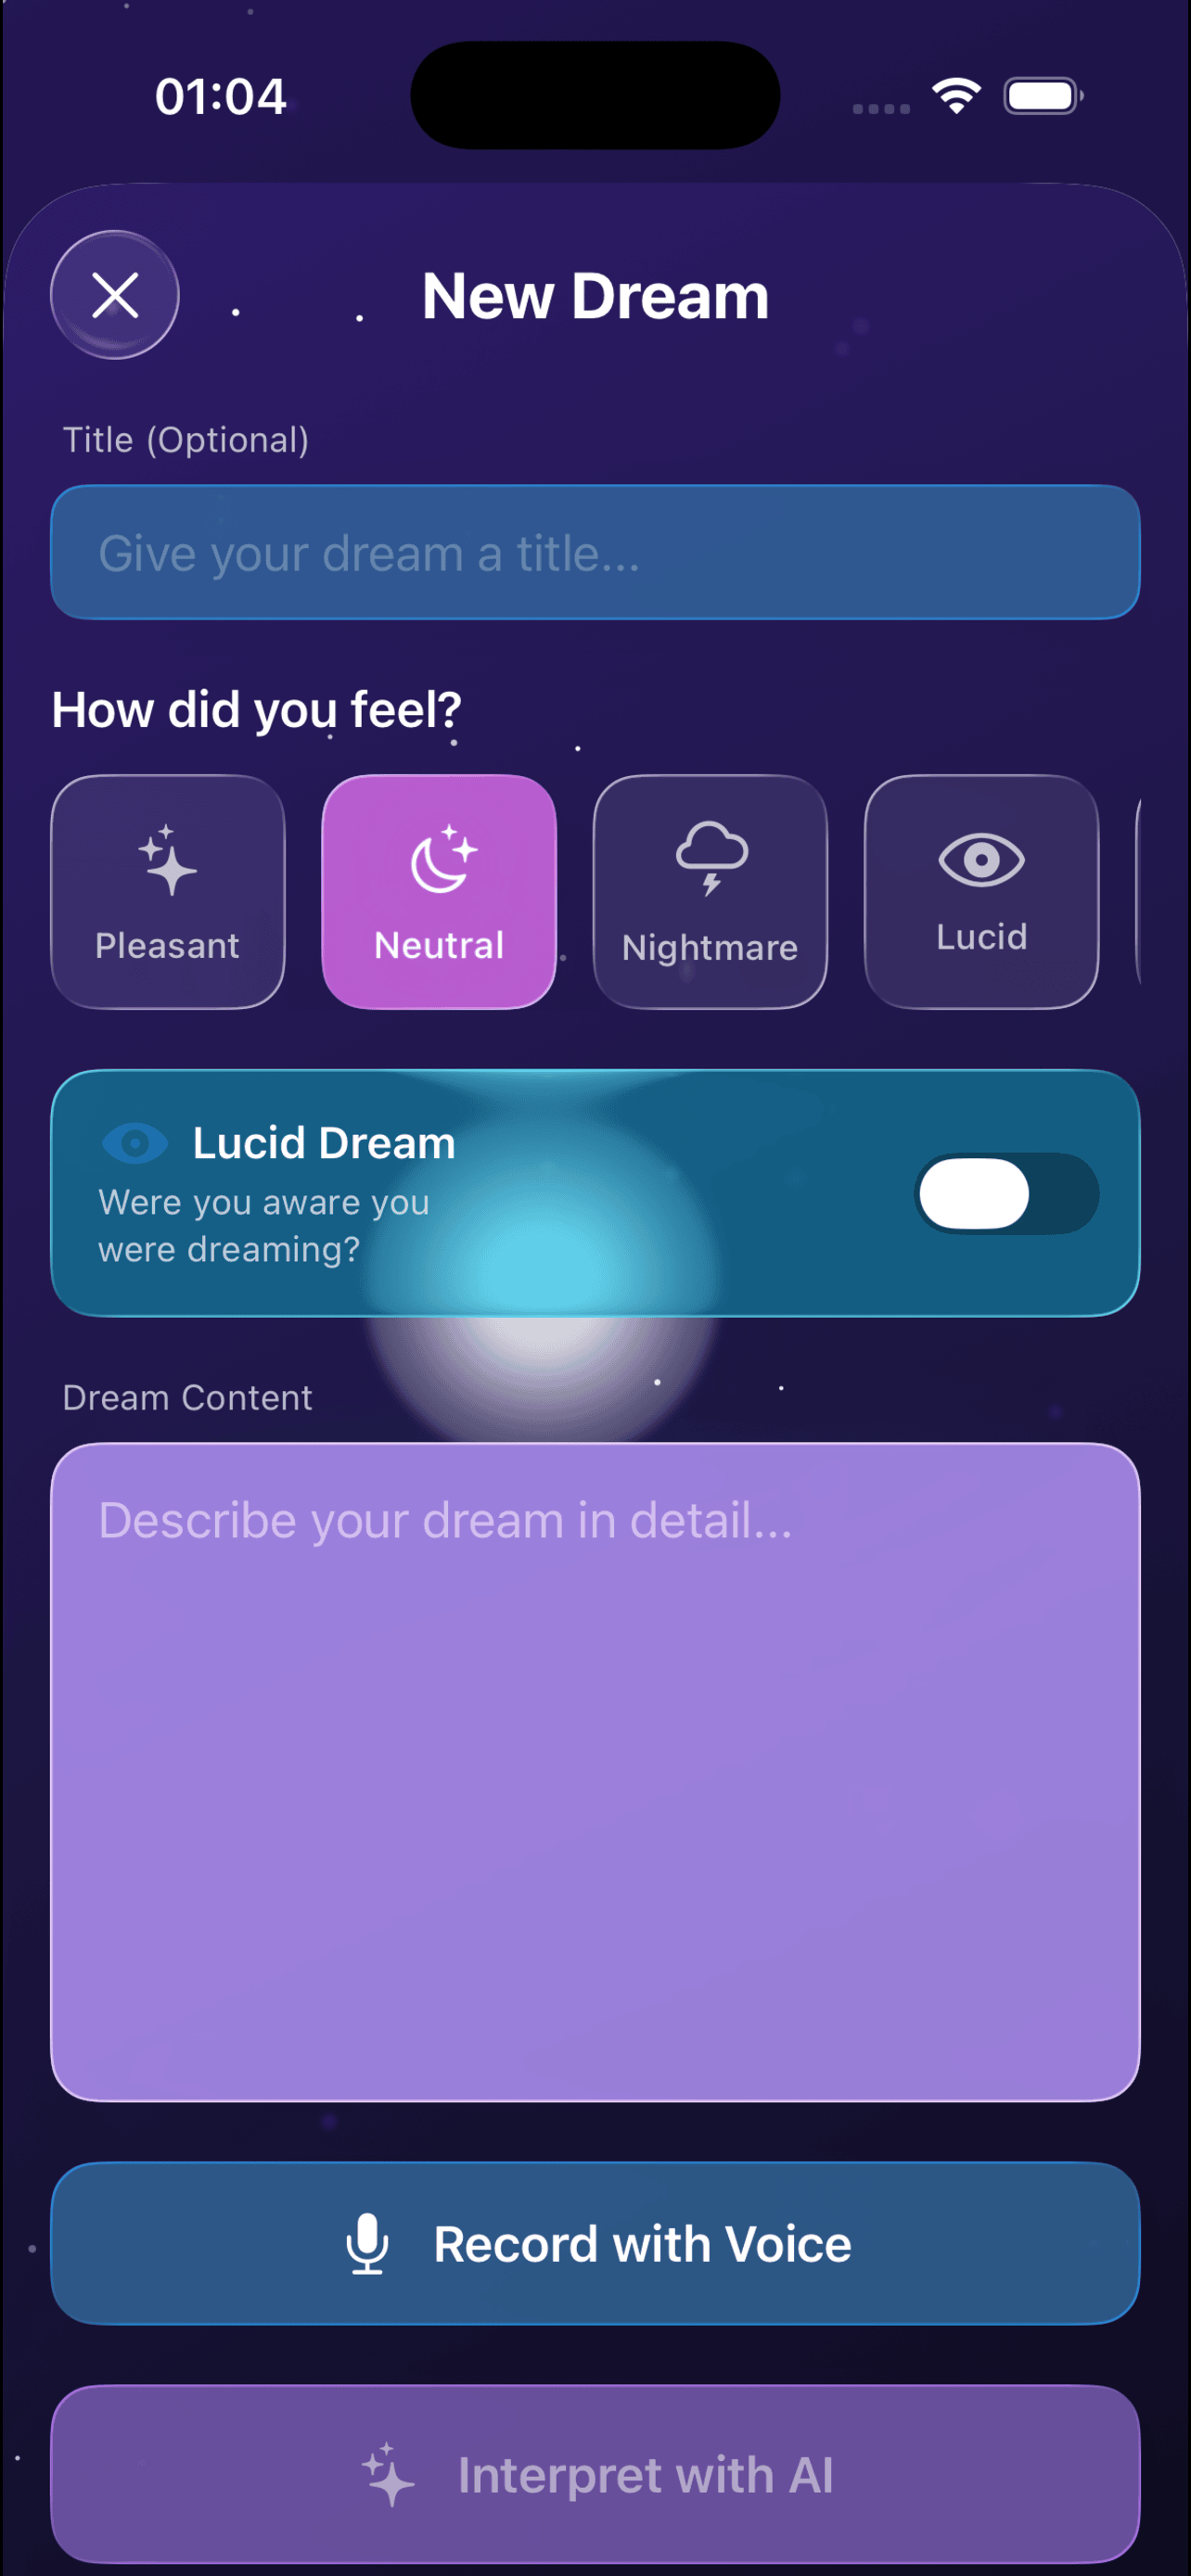 01:04
New Dream
Title (Optional)
Give your dream a title...
How did you feel?
Pleasant
Neutral
Nightmare
Lucid
Lucid Dream
Were you aware you
were dreaming?
Dream Content
Describe your dream in detail...
Record with Voice
Interpret with AI